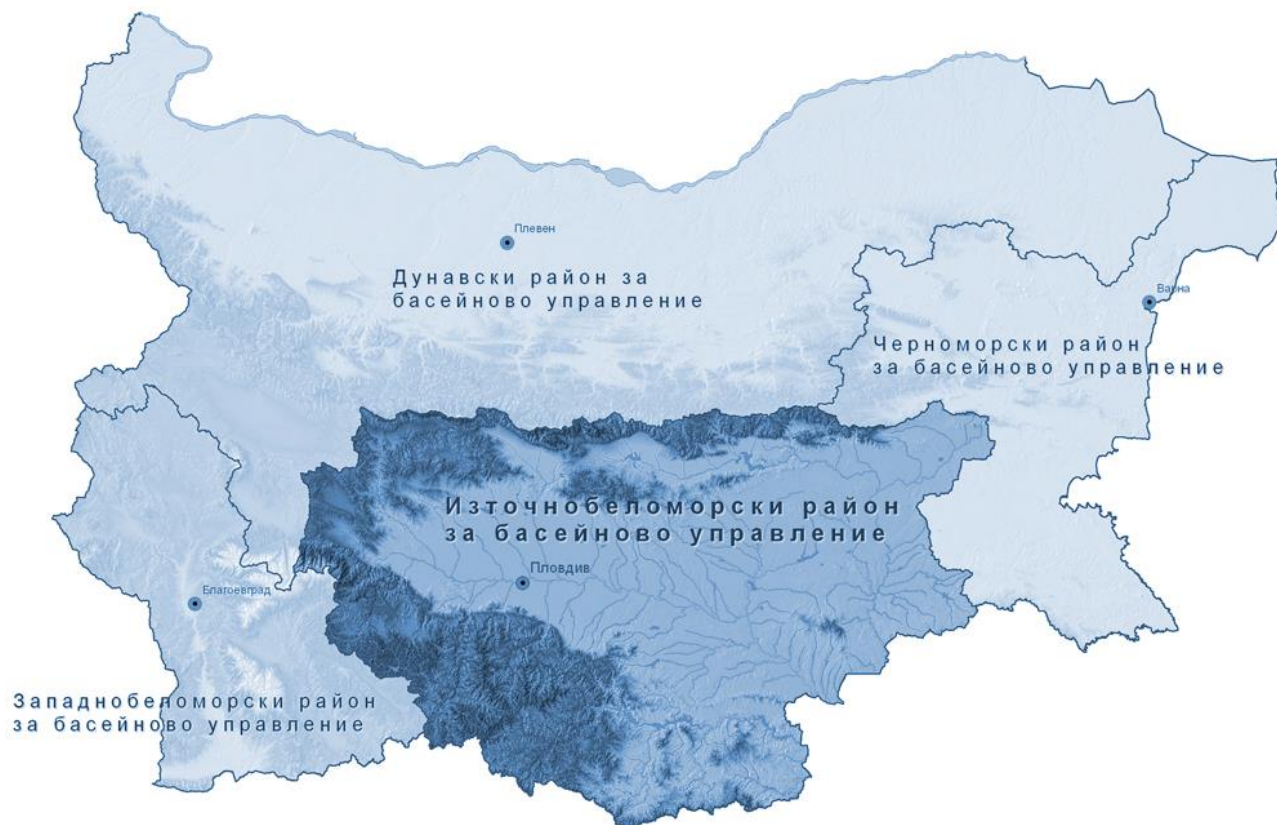 Плевен
Дунавски район за
басейново управление
Варна
Черноморски район
за басейново управление
Източнобеломорски район
за басейново управление
Пловдив
Благоевград
Западнобеломорски район
за басейново управление